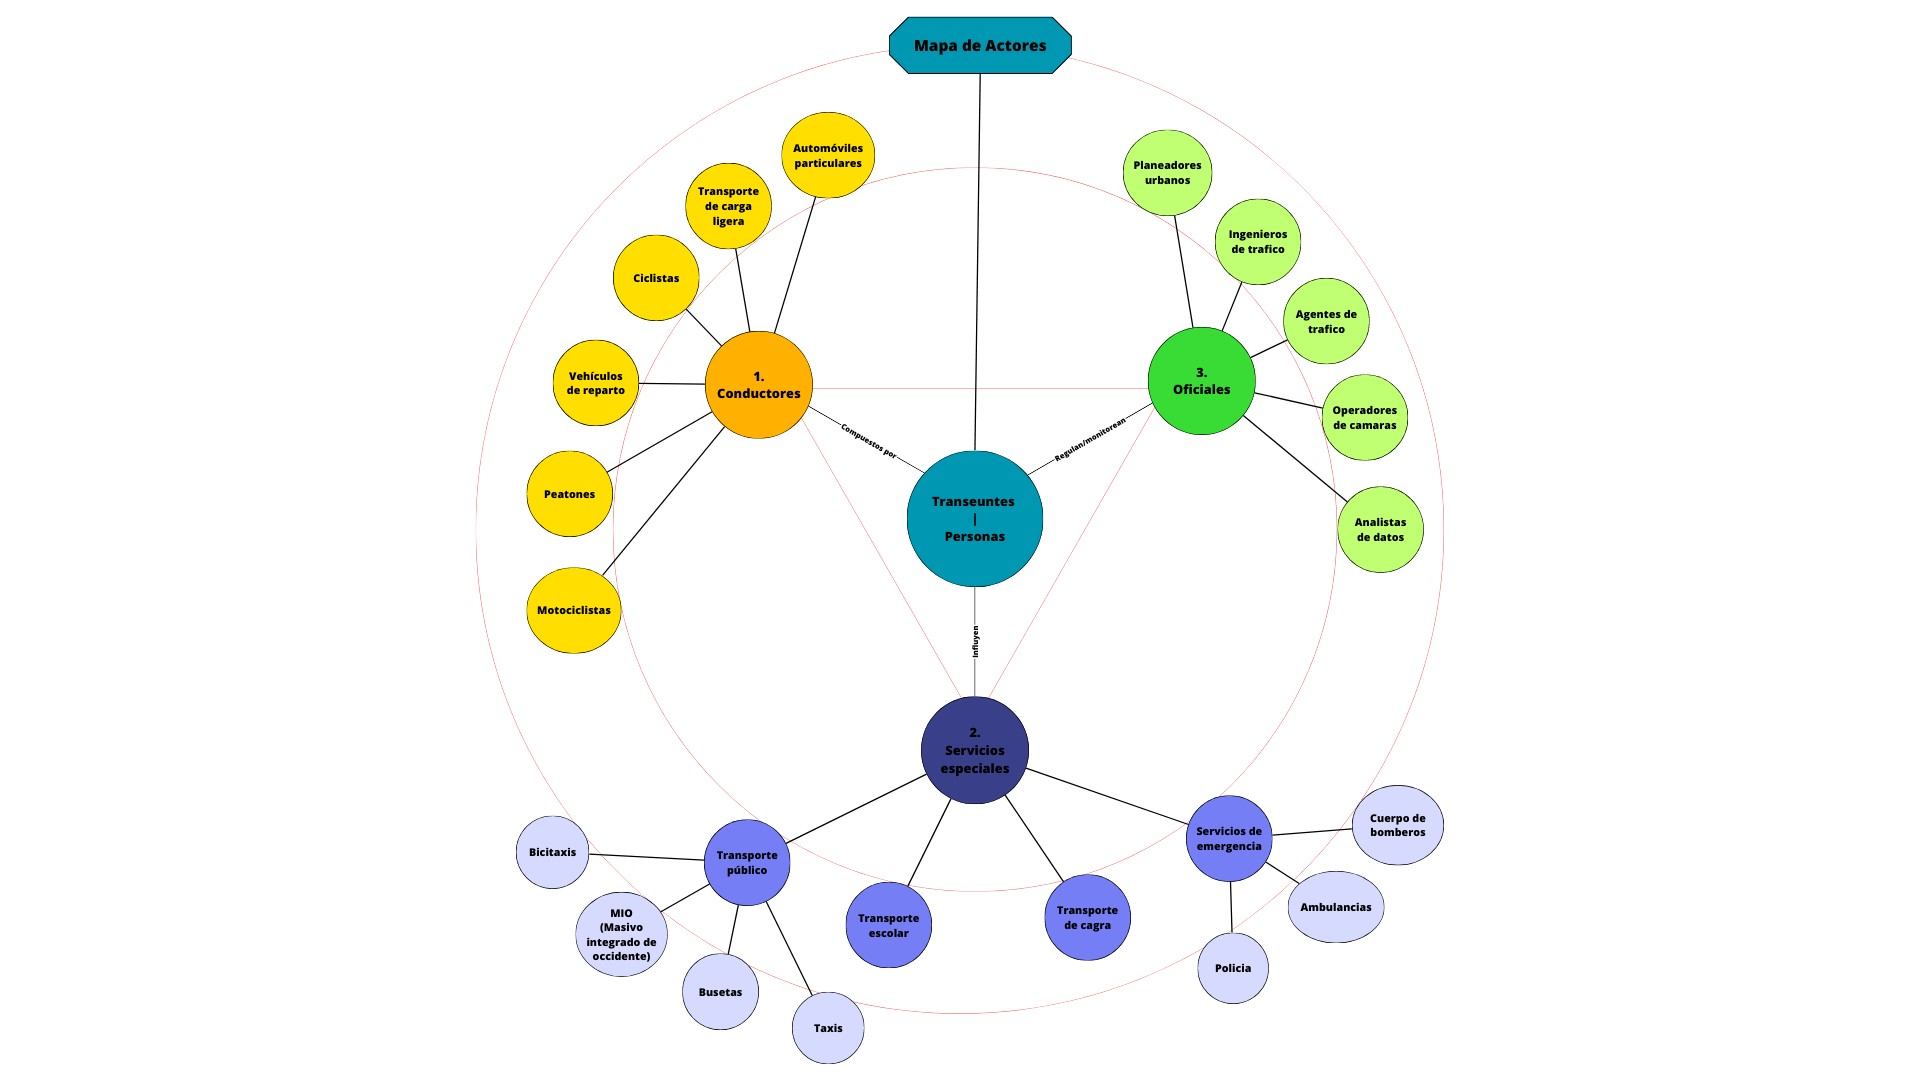 Mapa de Actores
Automóviles
particulares
Transporte
de carga
ligera
Ciclistas
Vehículos
de reparto
Peatones
Motociclistas
1.
Conductores
Compuestos por
Planeadores
urbanos
Ingenieros
de trafico
Agentes de
trafico
Operadores
de camaras
Analistas
de datos
3.
Oficiales
Regulan/monitorean
Transeuntes
|
Personas
Influyen
2.
Servicios
especiales
Transporte
público
Bicitaxis
MIO
(Masivo
integrado de
occidente)
Busetas
Taxis
Transporte
escolar
Transporte
de cagra
Servicios de
emergencia
Cuerpo de
bomberos
Ambulancias
Policia